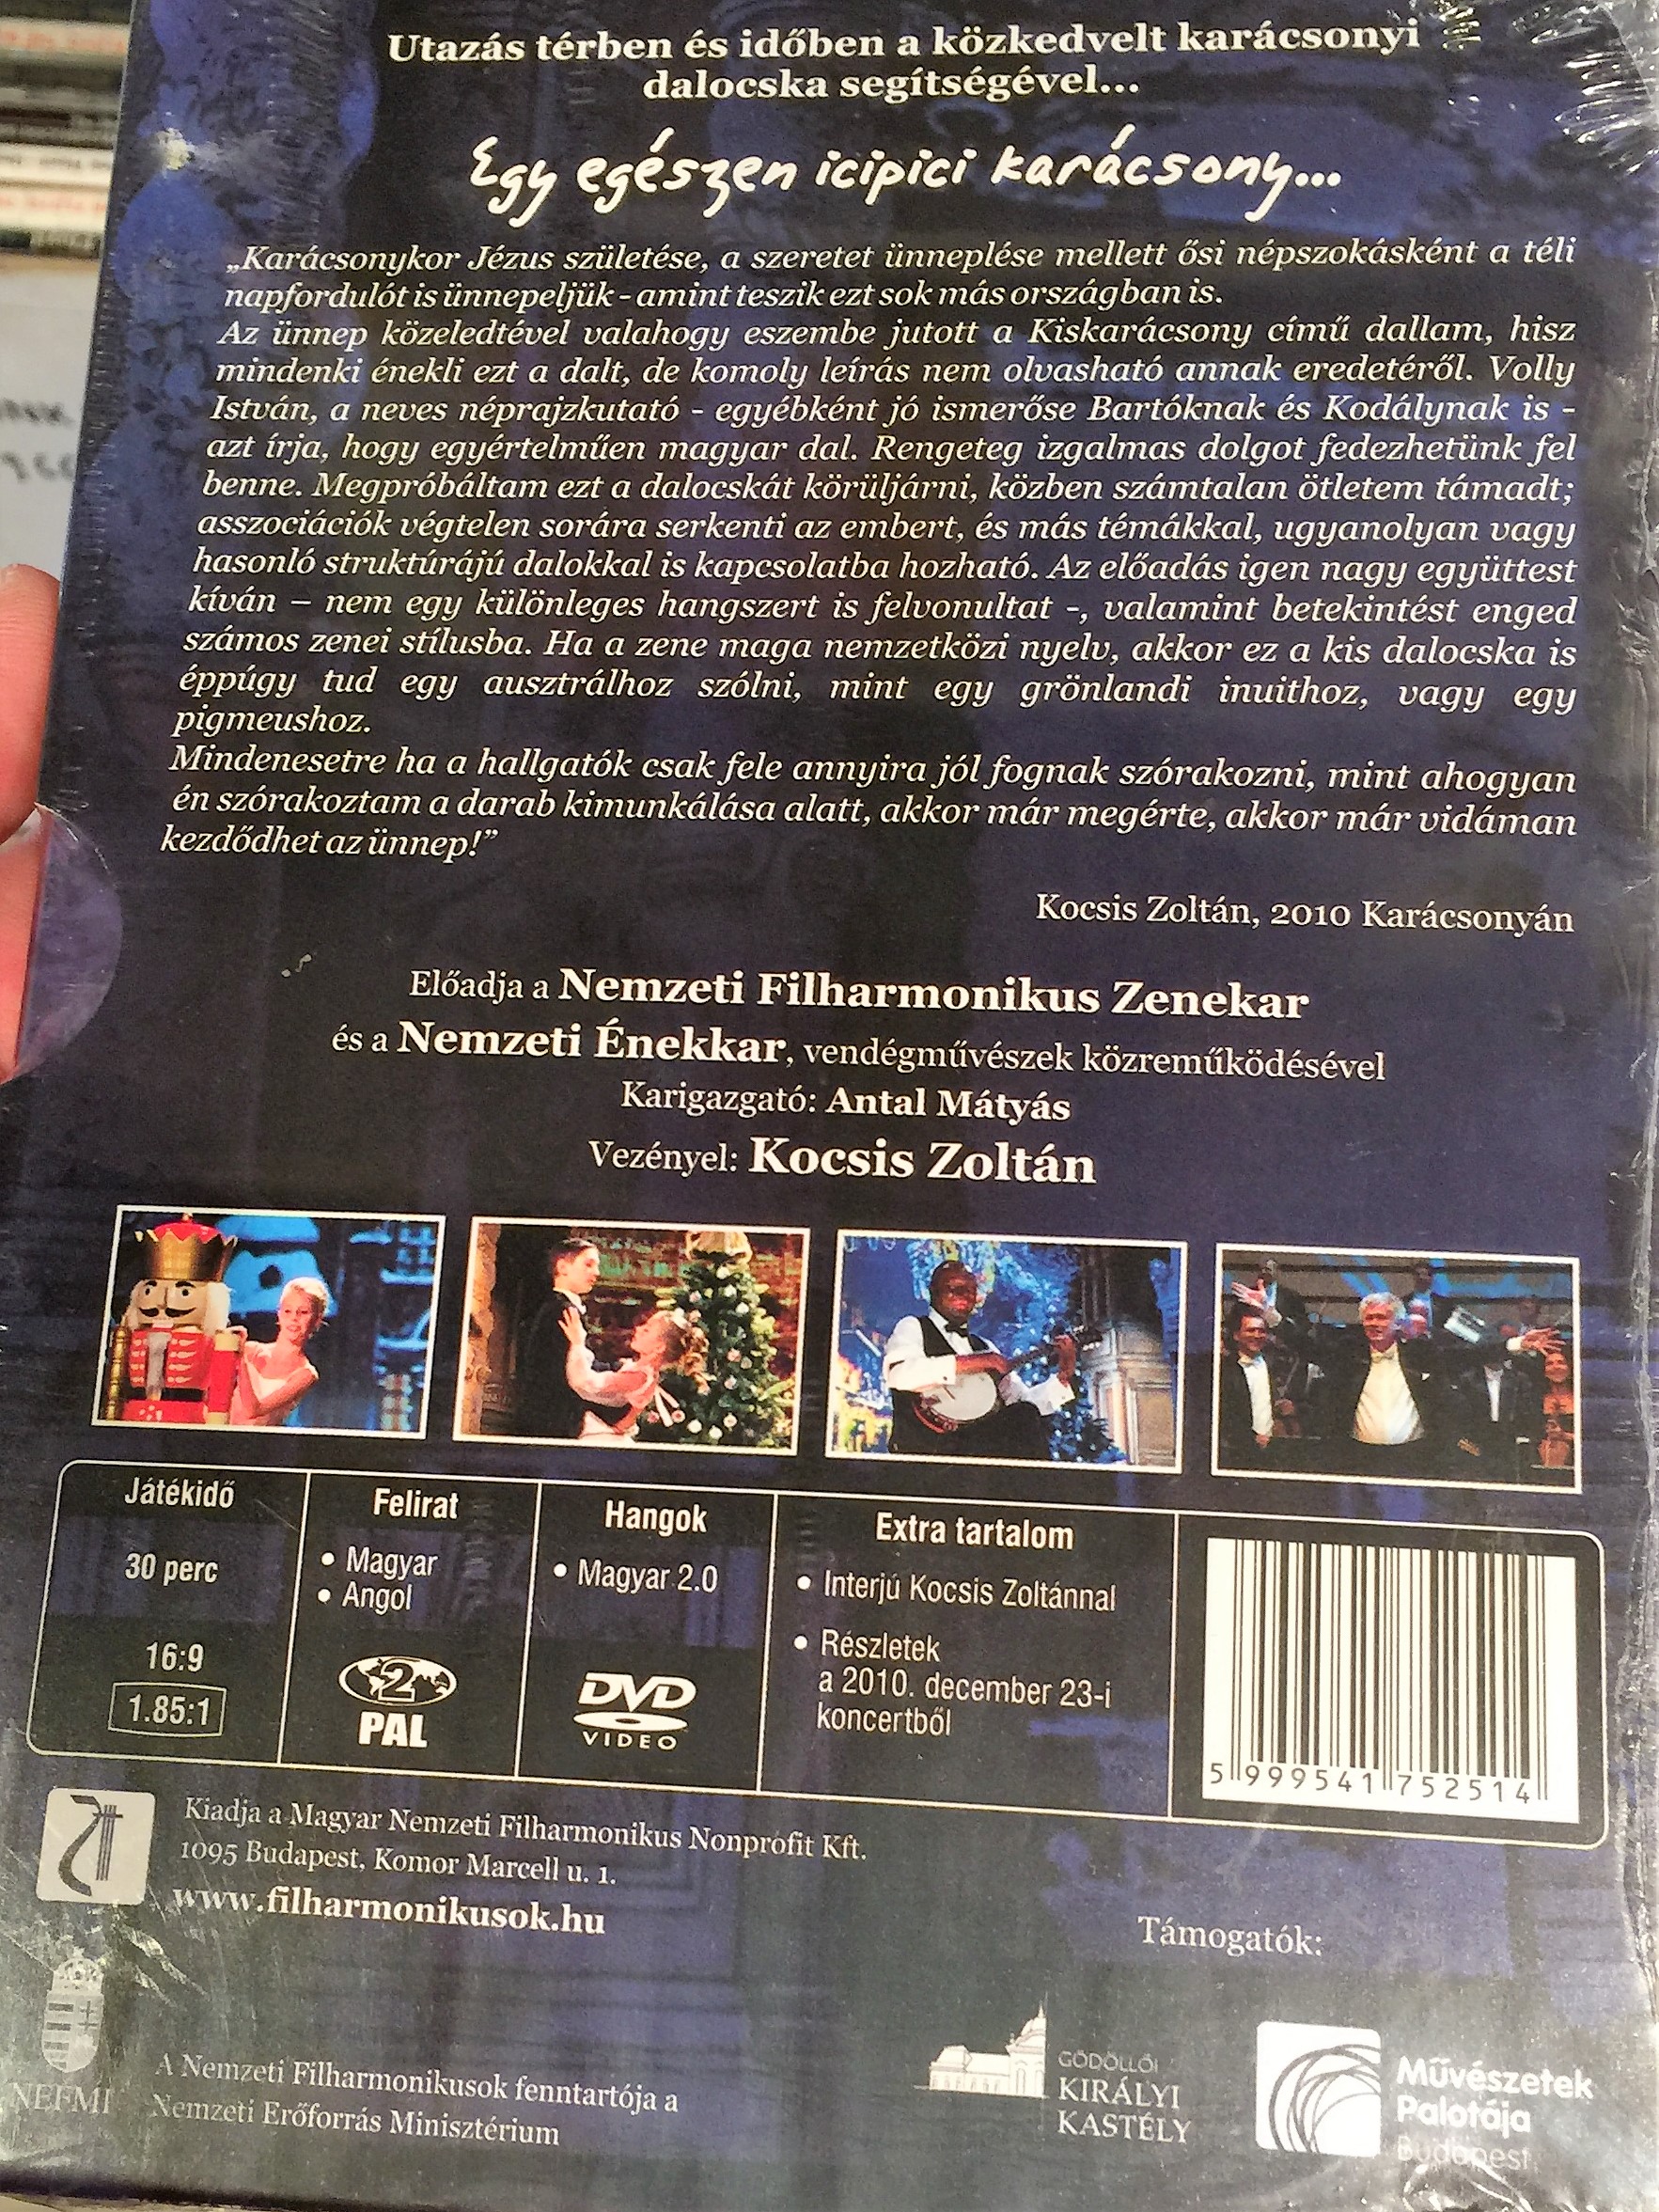 Utazás térben és időben a közkedvelt karácsonyi
dalocska segítségével...
Egy egészen icipici karácsony...
„Karácsonykor Jézus születése, a szeretet ünneplése mellett ősi népszokásként a téli
napfordulót is ünnepeljük - amint teszik ezt sok más országban is.
Az ünnep közeledtével valahogy eszembe jutott a Kiskarácsony című dallam, hisz
mindenki énekli ezt a dalt, de komoly leírás nem olvasható annak eredetéről. Volly
István, a neves néprajzkutató - egyébként jó ismerőse Bartóknak és Kodálynak is -
azt írja, hogy egyértelműen magyar dal. Rengeteg izgalmas dolgot fedezhetünk fel
benne. Megpróbáltam ezt a dalocskát körüljárni, közben számtalan ötletem támadt;
asszociációk végtelen sorára serkenti az embert, és más témákkal, ugyanolyan vagy
hasonló struktúrájú dalokkal is kapcsolatba hozható. Az előadás igen nagy együttest
kíván – nem egy különleges hangszert is felvonultat -, valamint betekintést enged
számos zenei stílusba. Ha a zene maga nemzetközi nyelv, akkor ez a kis dalocska is
éppúgy tud egy ausztrálhoz szólni, mint egy grönlandi inuithoz, vagy egy
pigmeushoz.
Mindenesetre ha a hallgatók csak fele annyira jól fognak szórakozni, mint ahogyan
én szórakoztam a darab kimunkálása alatt, akkor már megérte, akkor már vidáman
kezdődhet az ünnep!”
Kocsis Zoltán, 2010 Karácsonyán
Előadja a Nemzeti Filharmonikus Zenekar
és a Nemzeti Énekkar, vendégművészek közreműködésével
Karigazgató: Antal Mátyás
Vezényel: Kocsis Zoltán
Játékidő
30 perc
16:9
1.85:1
Felirat
• Magyar
• Angol
2
PAL
Hangok
• Magyar 2.0
DVD
VIDEO
Extra tartalom
• Interjú Kocsis Zoltánnal
• Részletek
a 2010. december 23-i
koncertből
5 999541 752514
Kiadja a Magyar Nemzeti Filharmonikus Nonprofit Kft.
1095 Budapest, Komor Marcell u. 1.
www.filharmonikusok.hu
Támogatók:
NEFMI
A Nemzeti Filharmonikusok fenntartója a
Nemzeti Erőforrás Minisztérium
GÖDÖLLŐI
KIRÁLYI
KASTÉLY
Művészetek
Palotája
Budapest